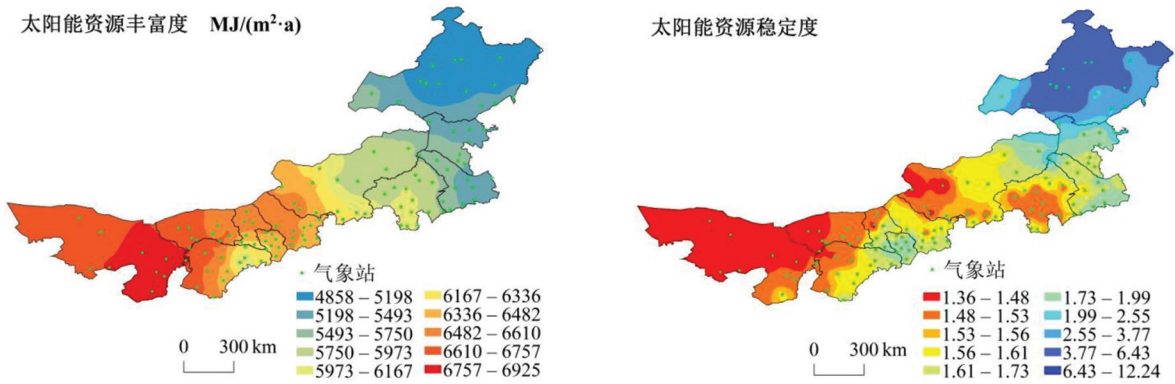 太阳能资源丰富度 MJ/(m²·a)
气象站
4858 – 5198
5198 – 5493
5493 – 5750
5750 – 5973
5973 – 6167
6167 – 6336
6336 – 6482
6482 – 6610
6610 – 6757
6757 – 6925
0 300 km
太阳能资源稳定度
气象站
1.36 – 1.48
1.48 – 1.53
1.53 – 1.56
1.56 – 1.61
1.61 – 1.73
1.73 – 1.99
1.99 – 2.55
2.55 – 3.77
3.77 – 6.43
6.43 – 12.24
0 300 km